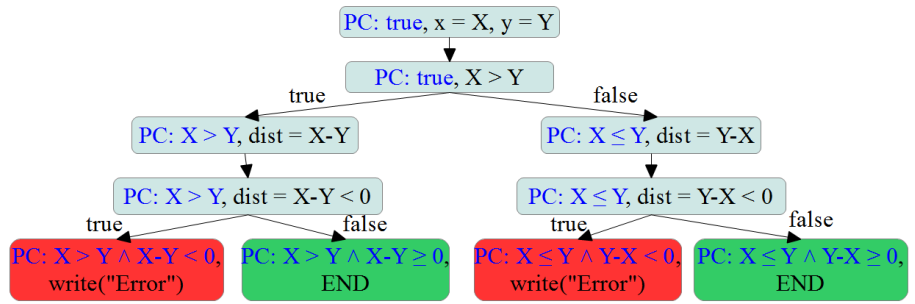 PC: true, x = X, y = Y
PC: true, X > Y
true
false
PC: X > Y, dist = X-Y
PC: X ≤ Y, dist = Y-X
PC: X > Y, dist = X-Y < 0
PC: X ≤ Y, dist = Y-X < 0
true
false
true
false
PC: X > Y ∧ X-Y < 0,
write("Error")
PC: X > Y ∧ X-Y ≥ 0,
END
PC: X ≤ Y ∧ Y-X < 0,
write("Error")
PC: X ≤ Y ∧ Y-X ≥ 0,
END